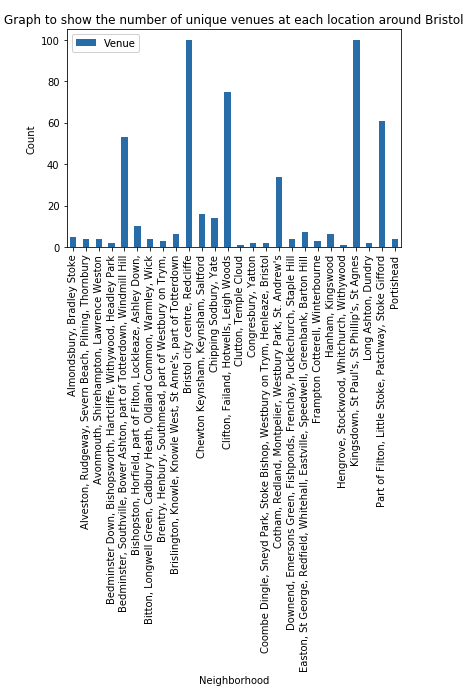 Graph to show the number of unique venues at each location around Bristol
Venue
100
80
60
40
20
0
Count
Almondsbury, Bradley Stoke
Alveston, Rudgeway, Severn Beach, Pilning, Thornbury
Avonmouth, Shirehampton, Lawrence Weston
Bedminster Down, Bishopsworth, Hartcliffe, Withywood, Headley Park
Bedminster, Southville, Bower Ashton, part of Totterdown, Windmill Hill
Bishopston, Horfield, part of Filton, Lockleaze, Ashley Down,
Bitton, Longwell Green, Cadbury Heath, Oldland Common, Warmley, Wick
Brentry, Henbury, Southmead, part of Westbury on Trym,
Brislington, Knowle, Knowle West, St Anne's, part of Totterdown
Bristol city centre, Redcliffe
Chewton Keynsham, Keynsham, Saltford
Chipping Sodbury, Yate
Clifton, Failand, Hotwells, Leigh Woods
Clutton, Temple Cloud
Congresbury, Yatton
Coombe Dingle, Sneyd Park, Stoke Bishop, Westbury on Trym, Henleaze, Bristol
Cotham, Redland, Montpelier, Westbury Park, St. Andrew's
Downend, Emersons Green, Fishponds, Frenchay, Pucklechurch, Staple Hill
Easton, St George, Redfield, Whitehall, Eastville, Speedwell, Greenbank, Barton Hill
Frampton Cotterell, Winterbourne
Hanham, Kingswood
Hengrove, Stockwood, Whitchurch, Withywood
Kingsdown, St Paul's, St Phillip's, St Agnes
Long Ashton, Dundry
Part of Filton, Little Stoke, Patchway, Stoke Gifford
Portishead
Neighborhood